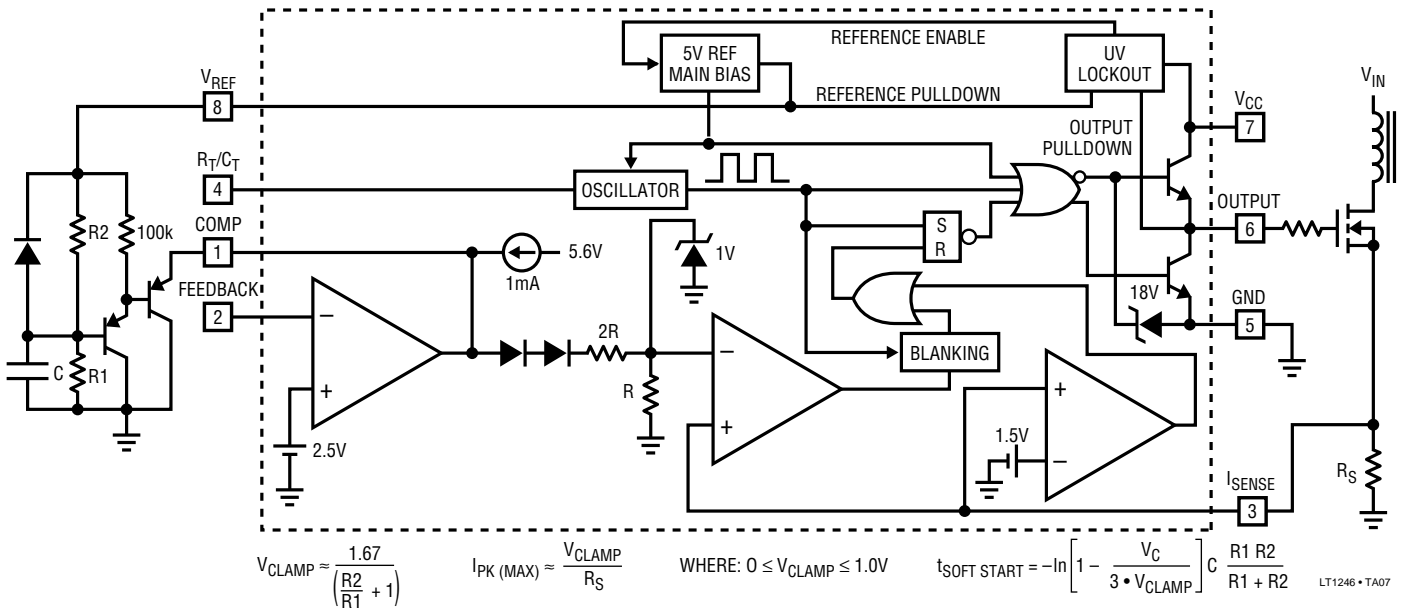 REFERENCE ENABLE
5V REF
MAIN BIAS
UV
LOCKOUT
V_REF
8
REFERENCE PULLDOWN
V_IN
V_CC
7
OUTPUT
PULLDOWN
R_T/C_T
4
OSCILLATOR
COMP
1
R2
100k
5.6V
1mA
1V
S
R
OUTPUT
6
FEEDBACK
2
18V
GND
5
–
2R
–
BLANKING
C
R1
+
R
+
+
2.5V
1.5V
–
R_S
I_SENSE
3
V_CLAMP ≈ 1.67 / (R2/R1 + 1)
I_PK (MAX) ≈ V_CLAMP / R_S
WHERE: O ≤ V_CLAMP ≤ 1.0V
t_SOFT START = –ln[1 – V_C / 3 • V_CLAMP] C R1 R2 / R1 + R2
LT1246 • TA07